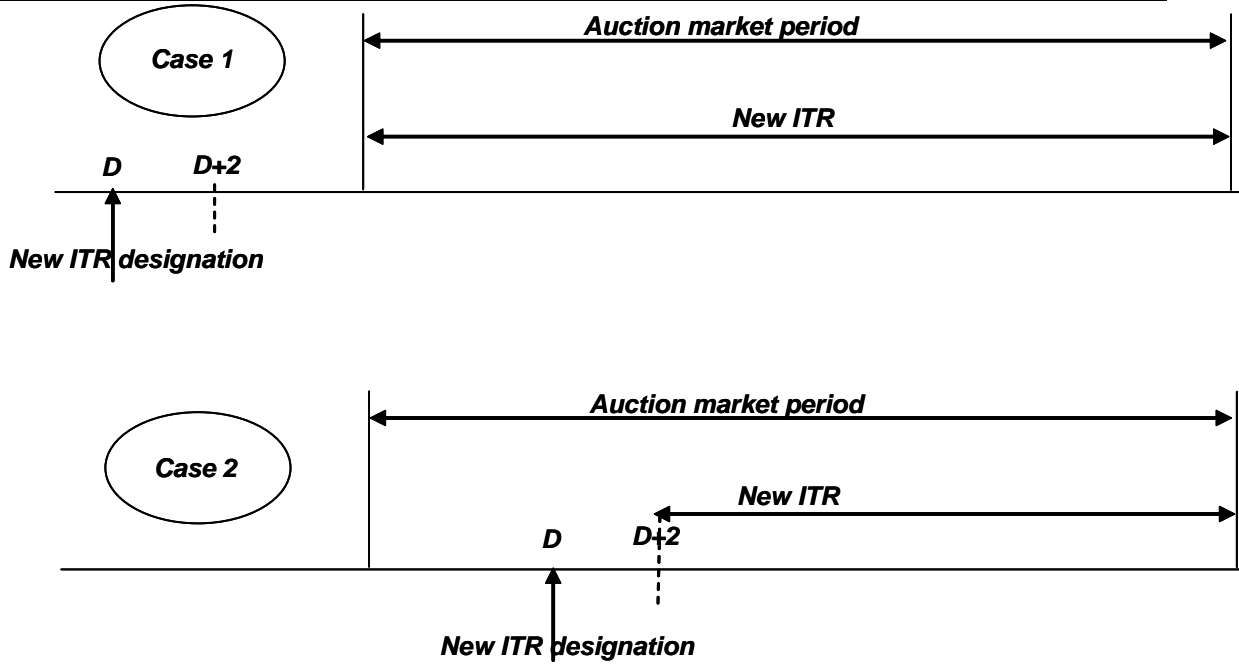 Auction market period
Case 1
New ITR
D D+2
New ITR designation
Auction market period
Case 2
New ITR
D D+2
New ITR designation